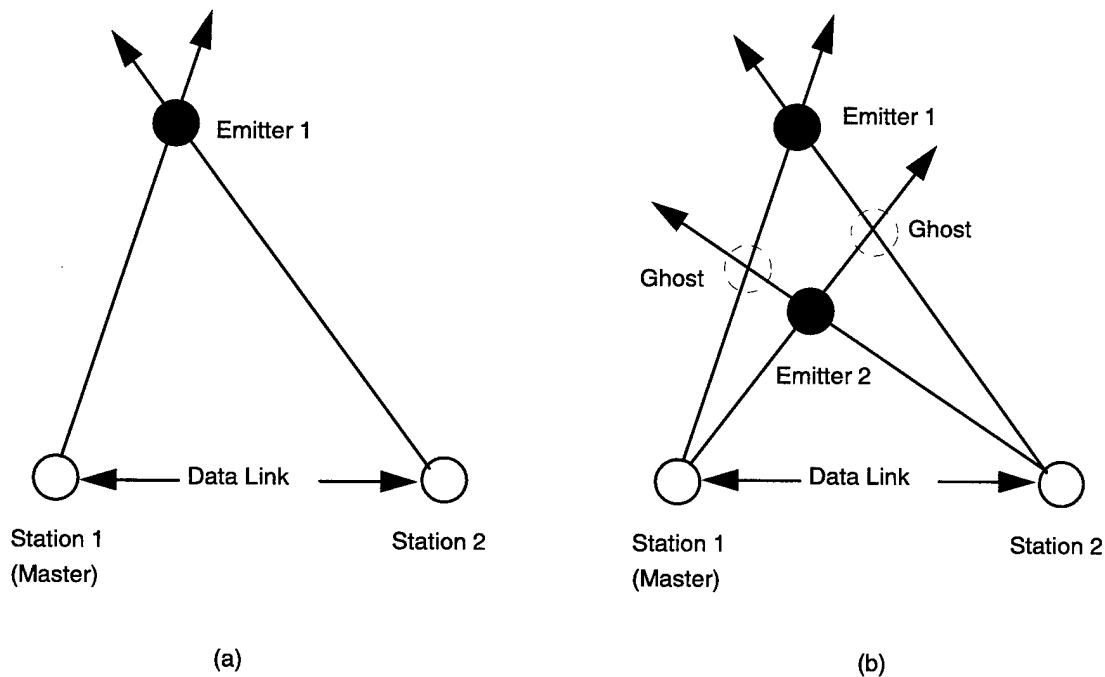 Emitter 1
Data Link
Station 1
(Master)
Station 2
(a)
Emitter 1
Ghost
Ghost
Emitter 2
Data Link
Station 1
(Master)
Station 2
(b)